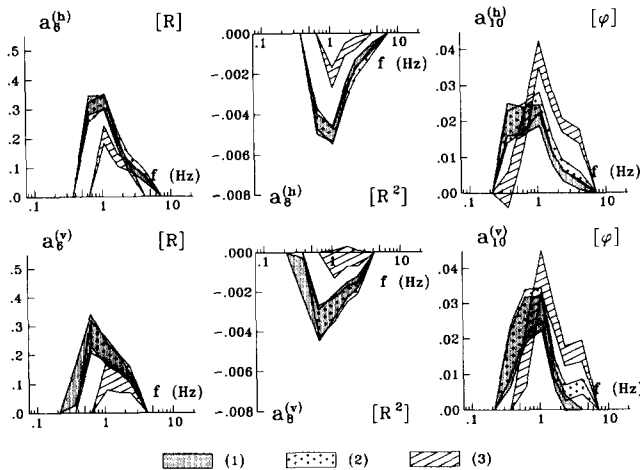 a₆⁽ʰ⁾ [R]
.5
.4
.3
.2
.1
.0
f (Hz)
.1 1 10
.1 1 10
f (Hz)
.000
-.002
-.004
-.006
-.008
a₈⁽ʰ⁾ [R²]
a₁₀⁽ʰ⁾ [φ]
.04
.03
.02
.01
.00
f (Hz)
.1 1 10
a₆⁽ᵛ⁾ [R]
.5
.4
.3
.2
.1
.0
f (Hz)
.1 1 10
.1 1 10
f (Hz)
.000
-.002
-.004
-.006
-.008
a₈⁽ᵛ⁾ [R²]
a₁₀⁽ᵛ⁾ [φ]
.04
.03
.02
.01
.00
f (Hz)
.1 1 10
(1) (2) (3)